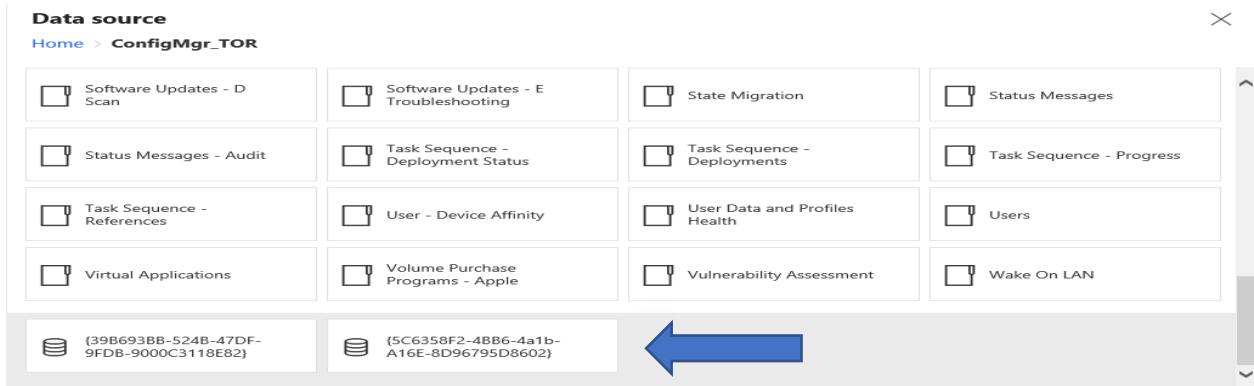 Data source
Home > ConfigMgr_TOR
Software Updates - D
Scan
Software Updates - E
Troubleshooting
State Migration
Status Messages
Status Messages - Audit
Task Sequence -
Deployment Status
Task Sequence -
Deployments
Task Sequence - Progress
Task Sequence -
References
User - Device Affinity
User Data and Profiles
Health
Users
Virtual Applications
Volume Purchase
Programs - Apple
Vulnerability Assessment
Wake On LAN
{39B693BB-524B-47DF-
9FDB-9000C3118E82}
{5C6358F2-4BB6-4a1b-
A16E-8D96795D8602}